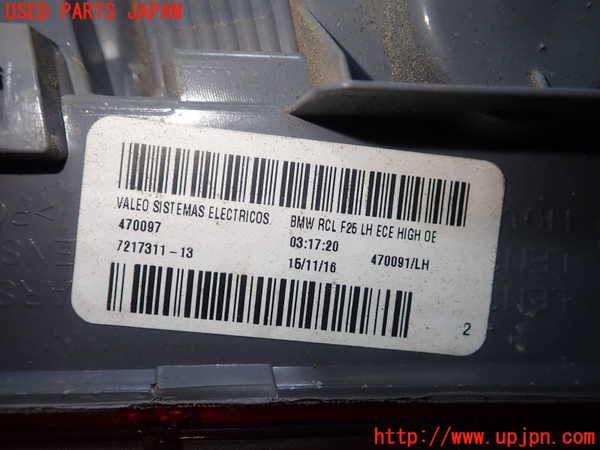 USED PARTS JAPAN
VALEO SISTEMAS ELECTRICOS. BMW RCL F25 LH ECE HIGH OE
470097 03:17:20
7217311-13 15/11/16 470091/LH
2
http://www.upjpn.com/